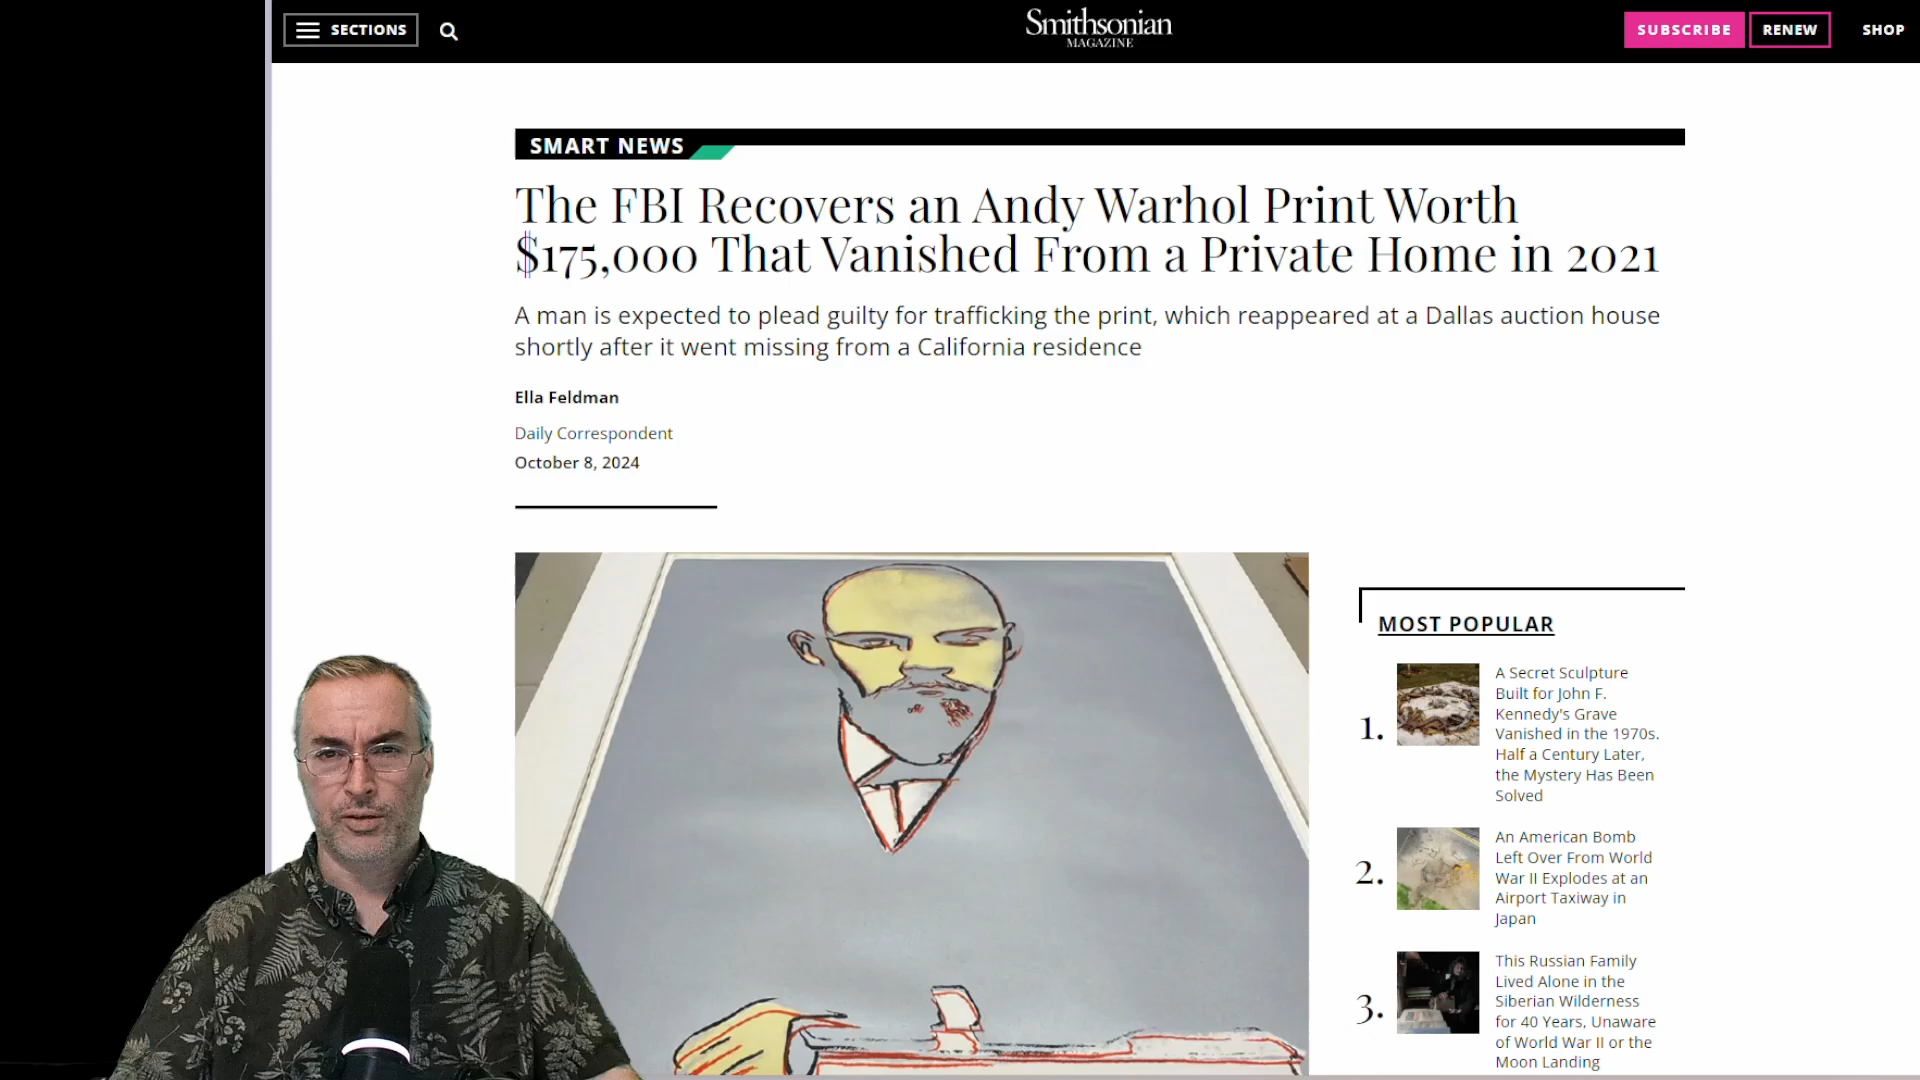 SECTIONS
Smithsonian
MAGAZINE
SUBSCRIBE
RENEW
SHOP
SMART NEWS
The FBI Recovers an Andy Warhol Print Worth
$175,000 That Vanished From a Private Home in 2021
A man is expected to plead guilty for trafficking the print, which reappeared at a Dallas auction house
shortly after it went missing from a California residence
Ella Feldman
Daily Correspondent
October 8, 2024
MOST POPULAR
1.
A Secret Sculpture
Built for John F.
Kennedy's Grave
Vanished in the 1970s.
Half a Century Later,
the Mystery Has Been
Solved
2.
An American Bomb
Left Over From World
War II Explodes at an
Airport Taxiway in
Japan
3.
This Russian Family
Lived Alone in the
Siberian Wilderness
for 40 Years, Unaware
of World War II or the
Moon Landing